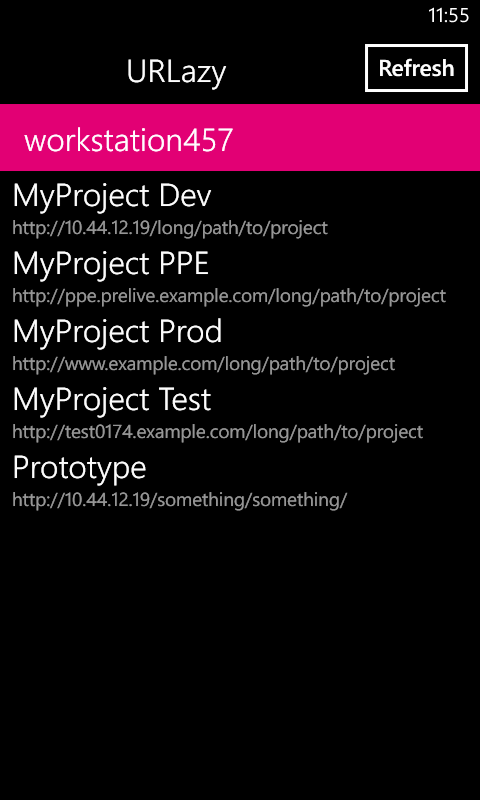 11:55
URLazy
Refresh
workstation457
MyProject Dev
http://10.44.12.19/long/path/to/project
MyProject PPE
http://ppe.prelive.example.com/long/path/to/project
MyProject Prod
http://www.example.com/long/path/to/project
MyProject Test
http://test0174.example.com/long/path/to/project
Prototype
http://10.44.12.19/something/something/